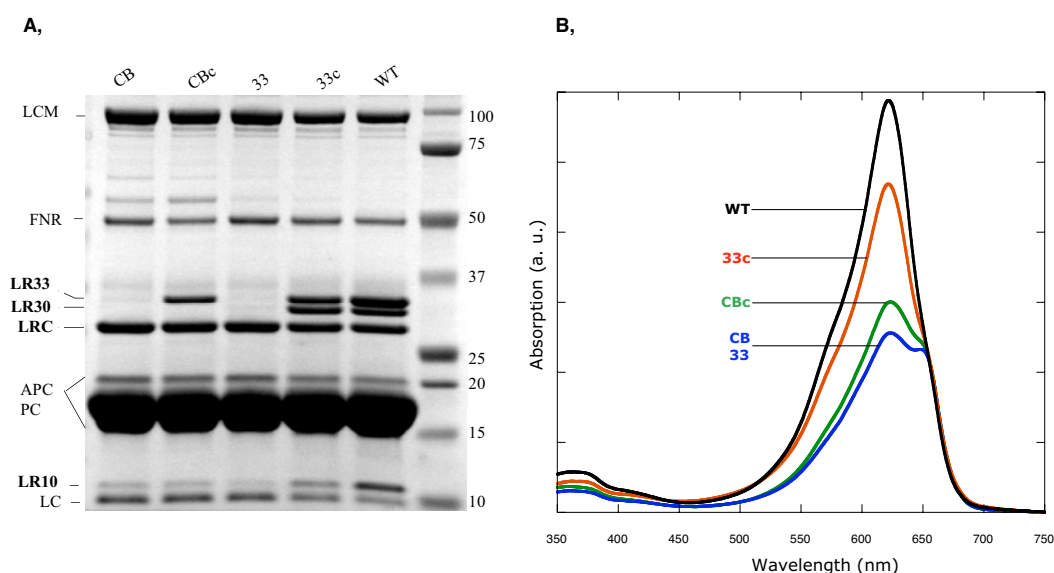 A,
CB CBc 33 33c WT
LCM
FNR
LR33
LR30
LRC
APC
PC
LR10
LC
100
75
50
37
25
20
15
10
B,
Absorption (a. u.)
WT
33c
CBc
CB
33
350 400 450 500 550 600 650 700 750
Wavelength (nm)